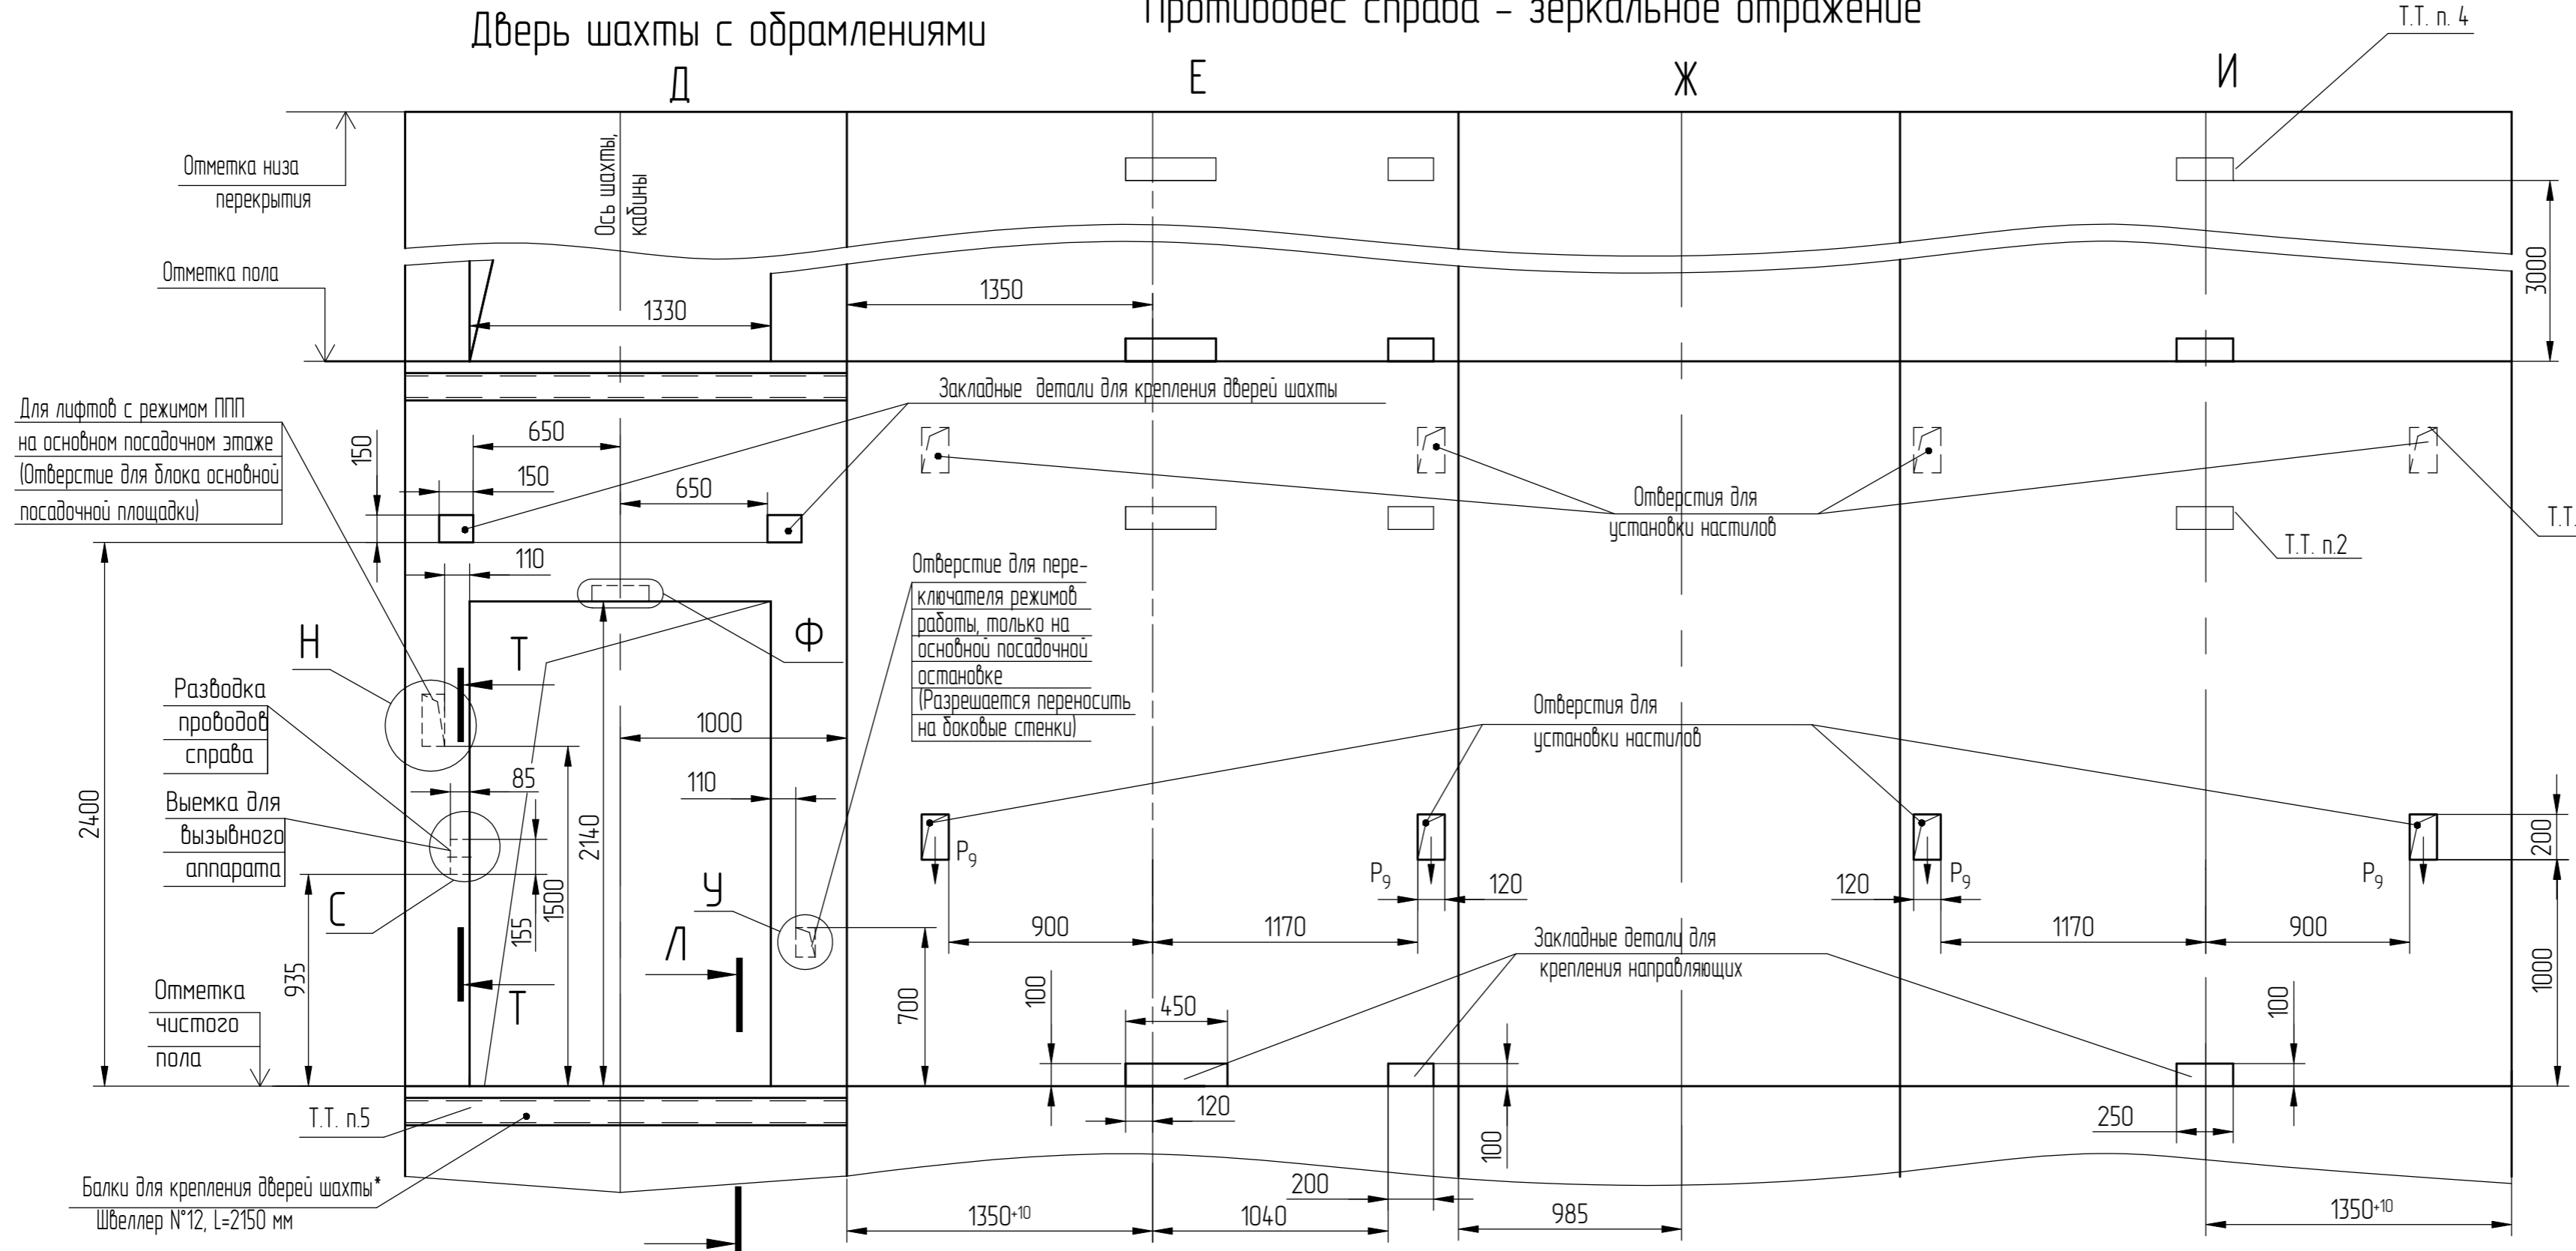 Дверь шахты с обрамлениями
Противовес справа – зеркальное отражение
Т.Т. п. 4
Д
Е
Ж
И
Отметка низа
перекрытия
Ось шахты,
кабины
Отметка пола
1330
1350
3000
Для лифтов с режимом ППП
на основном посадочном этаже
(Отверстие для блока основной
посадочной площадки)
150
650
150
650
110
Закладные детали для крепления дверей шахты
Отверстия для
установки настилов
Т.Т.
Т.Т. п.2
Отверстие для пере-
ключателя режимов
работы, только на
основной посадочной
остановке
(Разрешается переносить
на боковые стенки)
Н
Т
Ф
Разводка
проводов
справа
1000
Отверстия для
установки настилов
2400
85
110
Выемка для
вызывного
аппарата
2140
1500
155
С
У
Л
Р9
Р9
120
120
Р9
Р9
200
900
1170
1170
900
1000
935
Отметка
чистого
пола
Т
700
100
450
Закладные детали для
крепления направляющих
100
Т.Т. п.5
120
100
250
Балки для крепления дверей шахты*
Швеллер N°12, L=2150 мм
200
1350+10
1040
985
1350+10